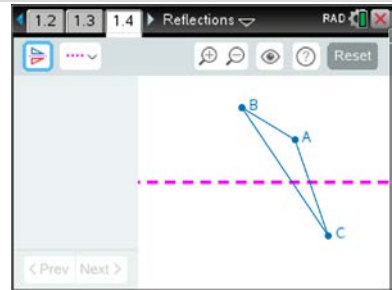 1.2 1.3 1.4 Reflections RAD
? Reset
B
A
C
< Prev Next >